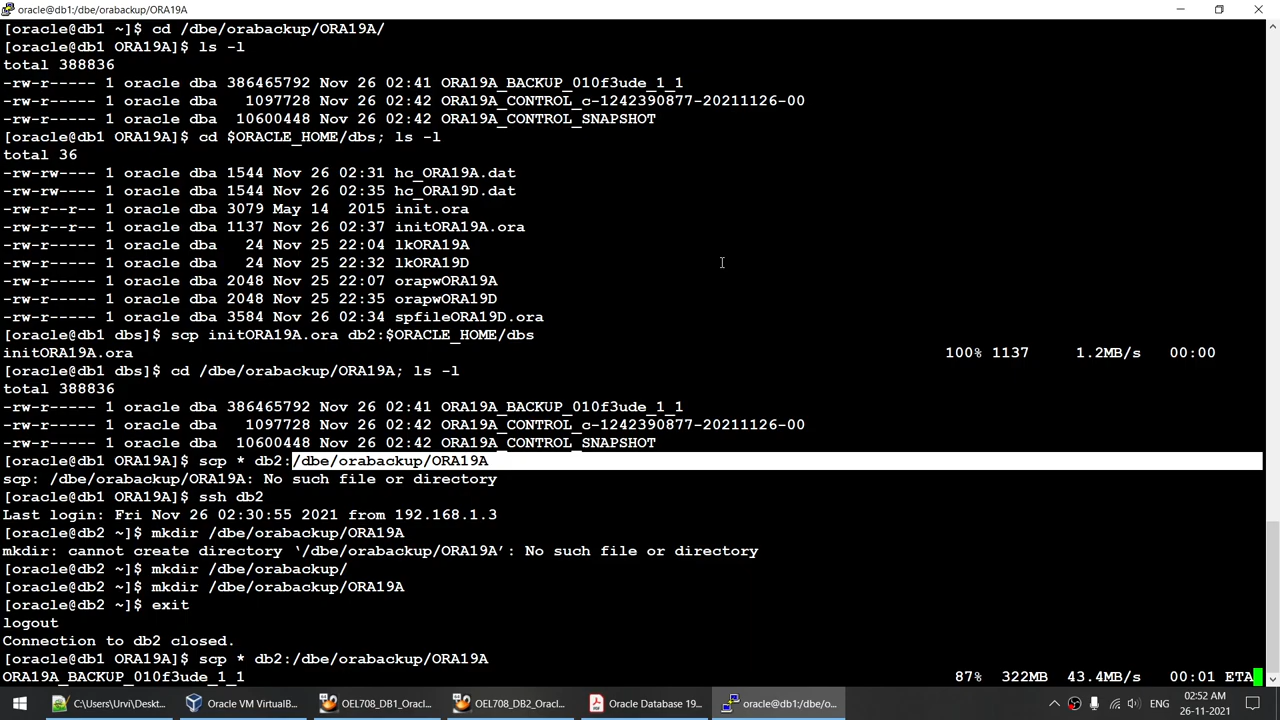 oracle@db1:/dbe/orabackup/ORA19A
[oracle@db1 ~]$ cd /dbe/orabackup/ORA19A/
[oracle@db1 ORA19A]$ ls -l
total 388836
-rw-r----- 1 oracle dba 386465792 Nov 26 02:41 ORA19A_BACKUP_010f3ude_1_1
-rw-r----- 1 oracle dba   1097728 Nov 26 02:42 ORA19A_CONTROL_c-1242390877-20211126-00
-rw-r----- 1 oracle dba  10600448 Nov 26 02:42 ORA19A_CONTROL_SNAPSHOT
[oracle@db1 ORA19A]$ cd $ORACLE_HOME/dbs; ls -l
total 36
-rw-rw---- 1 oracle dba 1544 Nov 26 02:31 hc_ORA19A.dat
-rw-rw---- 1 oracle dba 1544 Nov 26 02:35 hc_ORA19D.dat
-rw-r--r-- 1 oracle dba 3079 May 14  2015 init.ora
-rw-r--r-- 1 oracle dba 1137 Nov 26 02:37 initORA19A.ora
-rw-r----- 1 oracle dba   24 Nov 25 22:04 lkORA19A
-rw-r----- 1 oracle dba   24 Nov 25 22:32 lkORA19D
-rw-r----- 1 oracle dba 2048 Nov 25 22:07 orapwORA19A
-rw-r----- 1 oracle dba 2048 Nov 25 22:35 orapwORA19D
-rw-r----- 1 oracle dba 3584 Nov 26 02:34 spfileORA19D.ora
[oracle@db1 dbs]$ scp initORA19A.ora db2:$ORACLE_HOME/dbs
initORA19A.ora 100% 1137 1.2MB/s 00:00
[oracle@db1 dbs]$ cd /dbe/orabackup/ORA19A; ls -l
total 388836
-rw-r----- 1 oracle dba 386465792 Nov 26 02:41 ORA19A_BACKUP_010f3ude_1_1
-rw-r----- 1 oracle dba   1097728 Nov 26 02:42 ORA19A_CONTROL_c-1242390877-20211126-00
-rw-r----- 1 oracle dba  10600448 Nov 26 02:42 ORA19A_CONTROL_SNAPSHOT
[oracle@db1 ORA19A]$ scp * db2:/dbe/orabackup/ORA19A
scp: /dbe/orabackup/ORA19A: No such file or directory
[oracle@db1 ORA19A]$ ssh db2
Last login: Fri Nov 26 02:30:55 2021 from 192.168.1.3
[oracle@db2 ~]$ mkdir /dbe/orabackup/ORA19A
mkdir: cannot create directory ‘/dbe/orabackup/ORA19A’: No such file or directory
[oracle@db2 ~]$ mkdir /dbe/orabackup/
[oracle@db2 ~]$ mkdir /dbe/orabackup/ORA19A
[oracle@db2 ~]$ exit
logout
Connection to db2 closed.
[oracle@db1 ORA19A]$ scp * db2:/dbe/orabackup/ORA19A
ORA19A_BACKUP_010f3ude_1_1 87% 322MB 43.4MB/s 00:01 ETA
C:\Users\Urvi\Deskt...
Oracle VM VirtualB...
OEL708_DB1_Oracl...
OEL708_DB2_Oracl...
Oracle Database 19...
oracle@db1:/dbe/o...
ENG
02:52 AM
26-11-2021